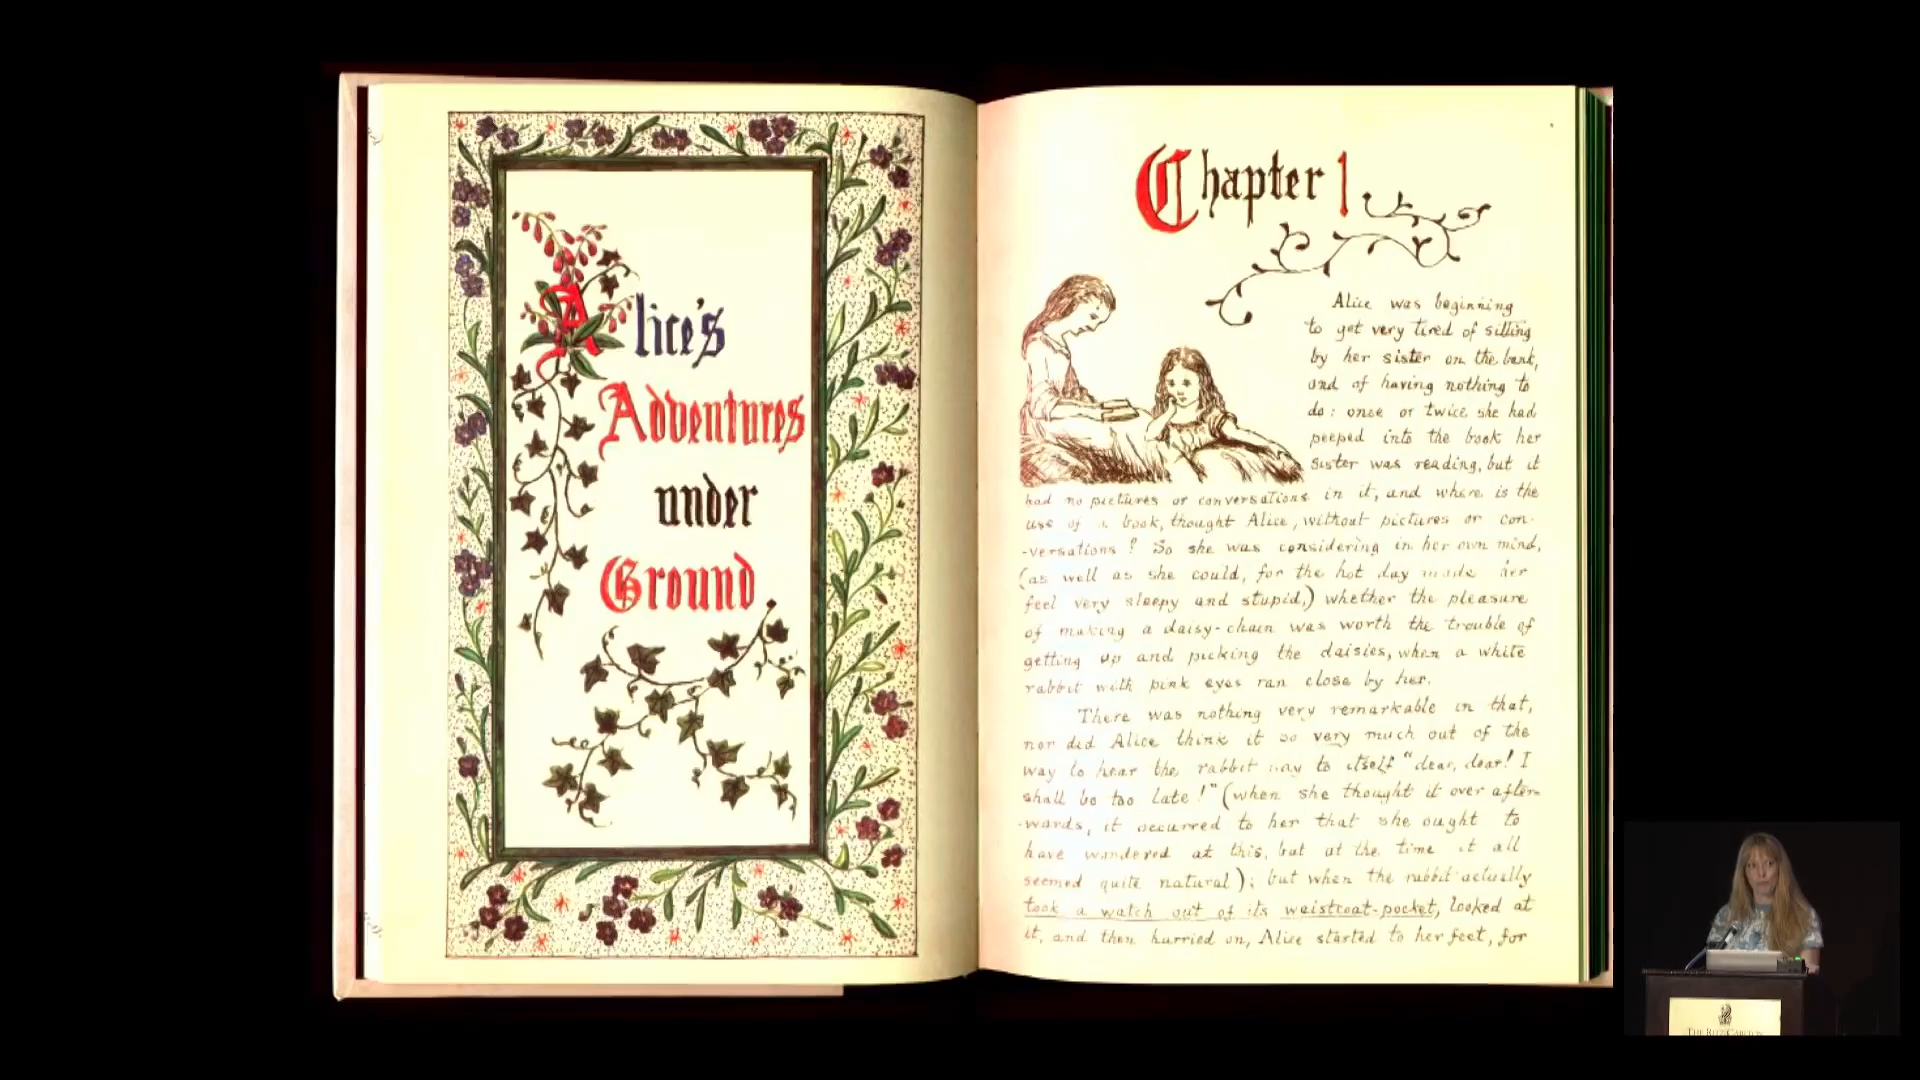 Alice's
Adventures
under
Ground
Chapter 1
Alice was beginning
to get very tired of sitting
by her sister on the bank,
and of having nothing to
do: once or twice she had
peeped into the book her
sister was reading, but it
had no pictures or conversations in it, and where is the
use of a book, thought Alice, without pictures or con-
-versations? So she was considering in her own mind,
(as well as she could, for the hot day made her
feel very sleepy and stupid,) whether the pleasure
of making a daisy-chain was worth the trouble of
getting up and picking the daisies, when a white
rabbit with pink eyes ran close by her.
There was nothing very remarkable in that,
nor did Alice think it so very much out of the
way to hear the rabbit say to itself "dear, dear! I
shall be too late!" (when she thought it over after-
-wards, it occurred to her that she ought to
have wondered at this, but at the time it all
seemed quite natural); but when the rabbit actually
took a watch out of its waistcoat-pocket, looked at
it, and then hurried on, Alice started to her feet, for
THE RITZ-CARLTON